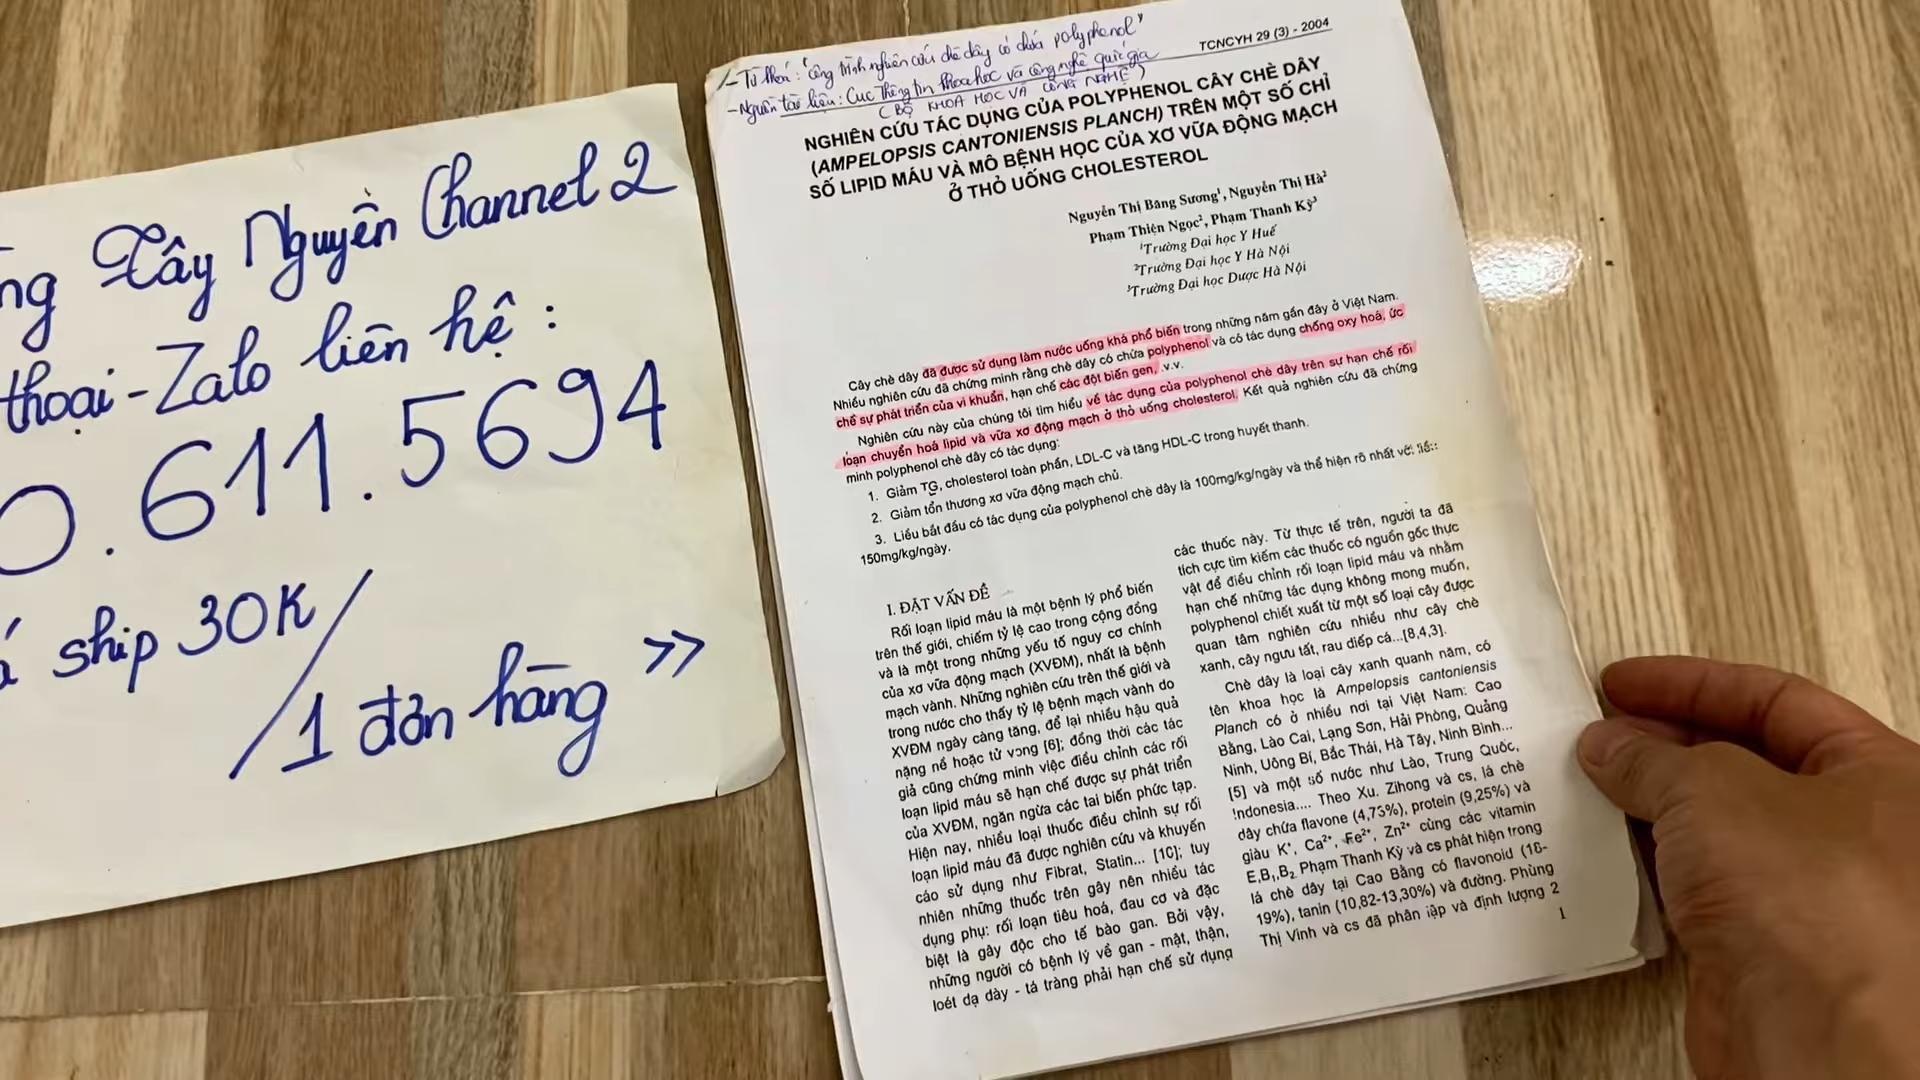 ng Tây Nguyên Channel 2
thoại-Zalo liên hệ :
0.611.5694
á ship 30K/
1 đơn hàng >>
- Từ khoá: "Công trình nghiên cứu chè dây có chứa polyphenol"
- Nguồn tài liệu: Cục Thông tin khoa học và công nghệ quốc gia
(BỘ KHOA HỌC VÀ CÔNG NGHỆ)
TCNCYH 29 (3) - 2004
NGHIÊN CỨU TÁC DỤNG CỦA POLYPHENOL CÂY CHÈ DÂY
(AMPELOPSIS CANTONIENSIS PLANCH) TRÊN MỘT SỐ CHỈ
SỐ LIPID MÁU VÀ MÔ BỆNH HỌC CỦA XƠ VỮA ĐỘNG MẠCH
Ở THỎ UỐNG CHOLESTEROL
Nguyễn Thị Băng Sương¹, Nguyễn Thị Hà²
Phạm Thiện Ngọc², Phạm Thanh Kỳ³
¹Trường Đại học Y Huế
²Trường Đại học Y Hà Nội
³Trường Đại học Dược Hà Nội
Cây chè dây đã được sử dụng làm nước uống khá phổ biến trong những năm gần đây ở Việt Nam.
Nhiều nghiên cứu đã chứng minh rằng chè dây có chứa polyphenol và có tác dụng chống oxy hoá, ức
chế sự phát triển của vi khuẩn, hạn chế các đột biến gen, .v.v.
Nghiên cứu này của chúng tôi tìm hiểu về tác dụng của polyphenol chè dây trên sự hạn chế rối
loạn chuyển hoá lipid và vữa xơ động mạch ở thỏ uống cholesterol. Kết quả nghiên cứu đã chứng
minh polyphenol chè dây có tác dụng:
1. Giảm TG, cholesterol toàn phần, LDL-C và tăng HDL-C trong huyết thanh.
2. Giảm tổn thương xơ vữa động mạch chủ.
3. Liều bắt đầu có tác dụng của polyphenol chè dây là 100mg/kg/ngày và thể hiện rõ nhất với liều:
150mg/kg/ngày.
I. ĐẶT VẤN ĐỀ
Rối loạn lipid máu là một bệnh lý phổ biến
trên thế giới, chiếm tỷ lệ cao trong cộng đồng
và là một trong những yếu tố nguy cơ chính
của xơ vữa động mạch (XVĐM), nhất là bệnh
mạch vành. Những nghiên cứu trên thế giới và
trong nước cho thấy tỷ lệ bệnh mạch vành do
XVĐM ngày càng tăng, để lại nhiều hậu quả
nặng nề hoặc tử vong [6]; đồng thời các tác
giả cũng chứng minh việc điều chỉnh các rối
loạn lipid máu sẽ hạn chế được sự phát triển
của XVĐM, ngăn ngừa các tai biến phức tạp.
Hiện nay, nhiều loại thuốc điều chỉnh sự rối
loạn lipid máu đã được nghiên cứu và khuyến
cáo sử dụng như Fibrat, Statin... [10]; tuy
nhiên những thuốc trên gây nên nhiều tác
dụng phụ: rối loạn tiêu hoá, đau cơ và đặc
biệt là gây độc cho tế bào gan. Bởi vậy,
những người có bệnh lý về gan - mật, thận,
loét dạ dày - tá tràng phải hạn chế sử dụng
các thuốc này. Từ thực tế trên, người ta đã
tích cực tìm kiếm các thuốc có nguồn gốc thực
vật để điều chỉnh rối loạn lipid máu và nhằm
hạn chế những tác dụng không mong muốn,
polyphenol chiết xuất từ một số loại cây được
quan tâm nghiên cứu nhiều như cây chè
xanh, cây ngưu tất, rau diếp cá...[8,4,3].
Chè dây là loại cây xanh quanh năm, có
tên khoa học là Ampelopsis cantoniensis
Planch có ở nhiều nơi tại Việt Nam: Cao
Bằng, Lào Cai, Lạng Sơn, Hải Phòng, Quảng
Ninh, Uông Bí, Bắc Thái, Hà Tây, Ninh Bình...
[5] và một số nước như Lào, Trung Quốc,
Indonesia.... Theo Xu. Zihong và cs, lá chè
dây chứa flavone (4,73%), protein (9,25%) và
giàu K⁺, Ca²⁺, Fe²⁺, Zn²⁺ cùng các vitamin
E,B₁,B₂. Phạm Thanh Kỳ và cs phát hiện trong
lá chè dây tại Cao Bằng có flavonoid (18-
19%), tanin (10,82-13,30%) và đường. Phùng
Thị Vinh và cs đã phân lập và định lượng 2
1